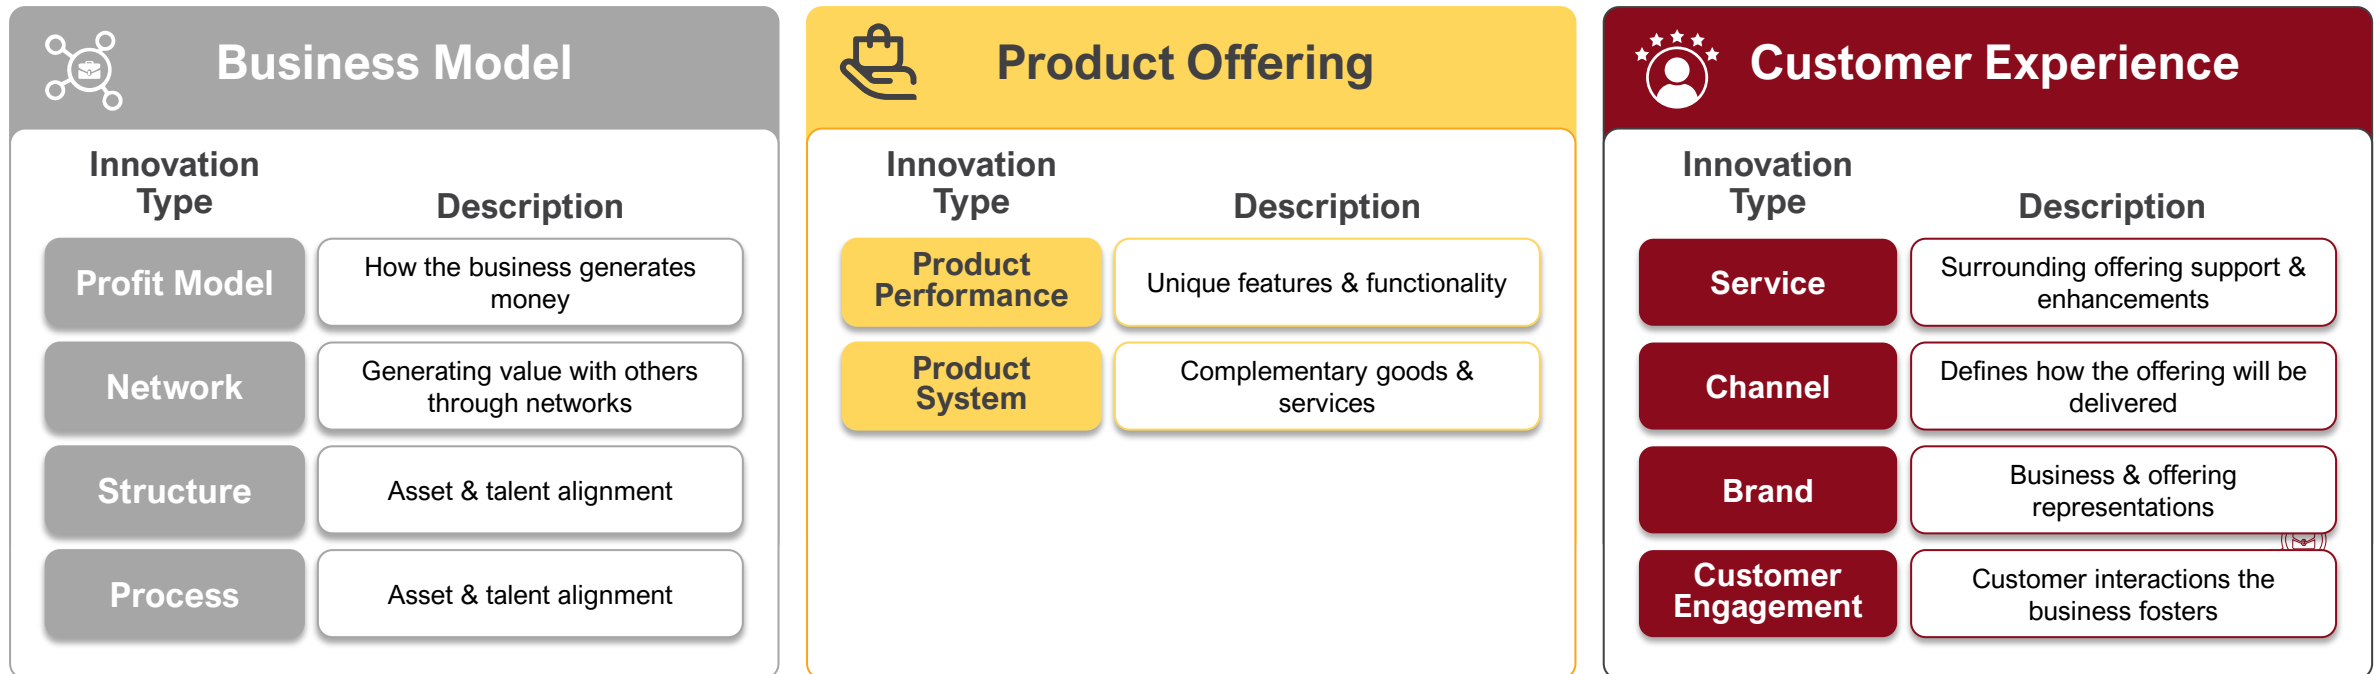 Business Model
Innovation
Type
Description
Profit Model
How the business generates
money
Network
Generating value with others
through networks
Structure
Asset & talent alignment
Process
Asset & talent alignment
Product Offering
Innovation
Type
Description
Product
Performance
Unique features & functionality
Product
System
Complementary goods &
services
Customer Experience
Innovation
Type
Description
Service
Surrounding offering support &
enhancements
Channel
Defines how the offering will be
delivered
Brand
Business & offering
representations
Customer
Engagement
Customer interactions the
business fosters